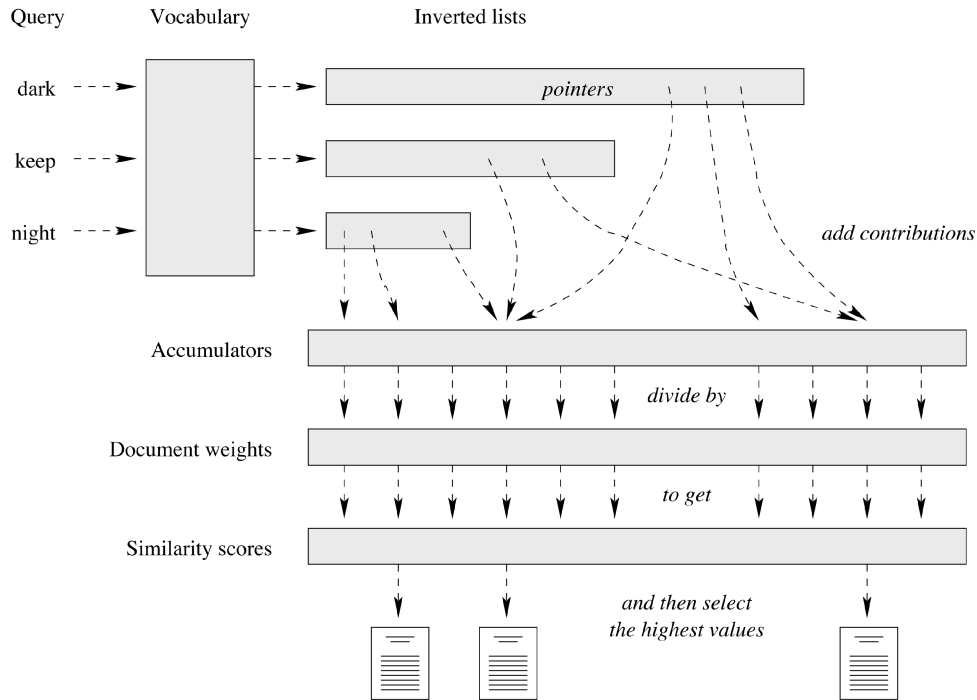 Query
Vocabulary
Inverted lists
dark
pointers
keep
night
add contributions
Accumulators
divide by
Document weights
to get
Similarity scores
and then select
the highest values